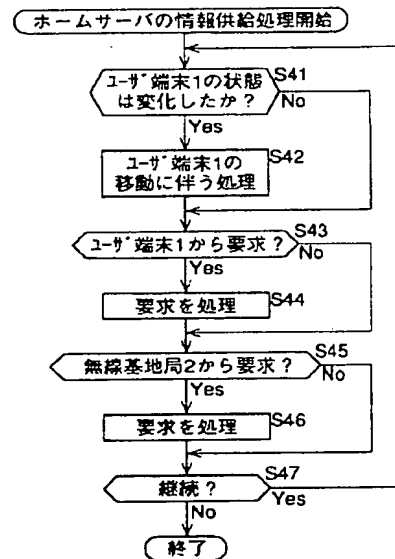 ホームサーバの情報供給処理開始
S41
ﾕｰｻﾞ端末1の状態
は変化したか?
No
Yes
S42
ﾕｰｻﾞ端末1の
移動に伴う処理
S43
ﾕｰｻﾞ端末1から要求?
No
Yes
要求を処理
S44
S45
無線基地局2から要求?
No
Yes
要求を処理
S46
S47
継続?
Yes
No
終了